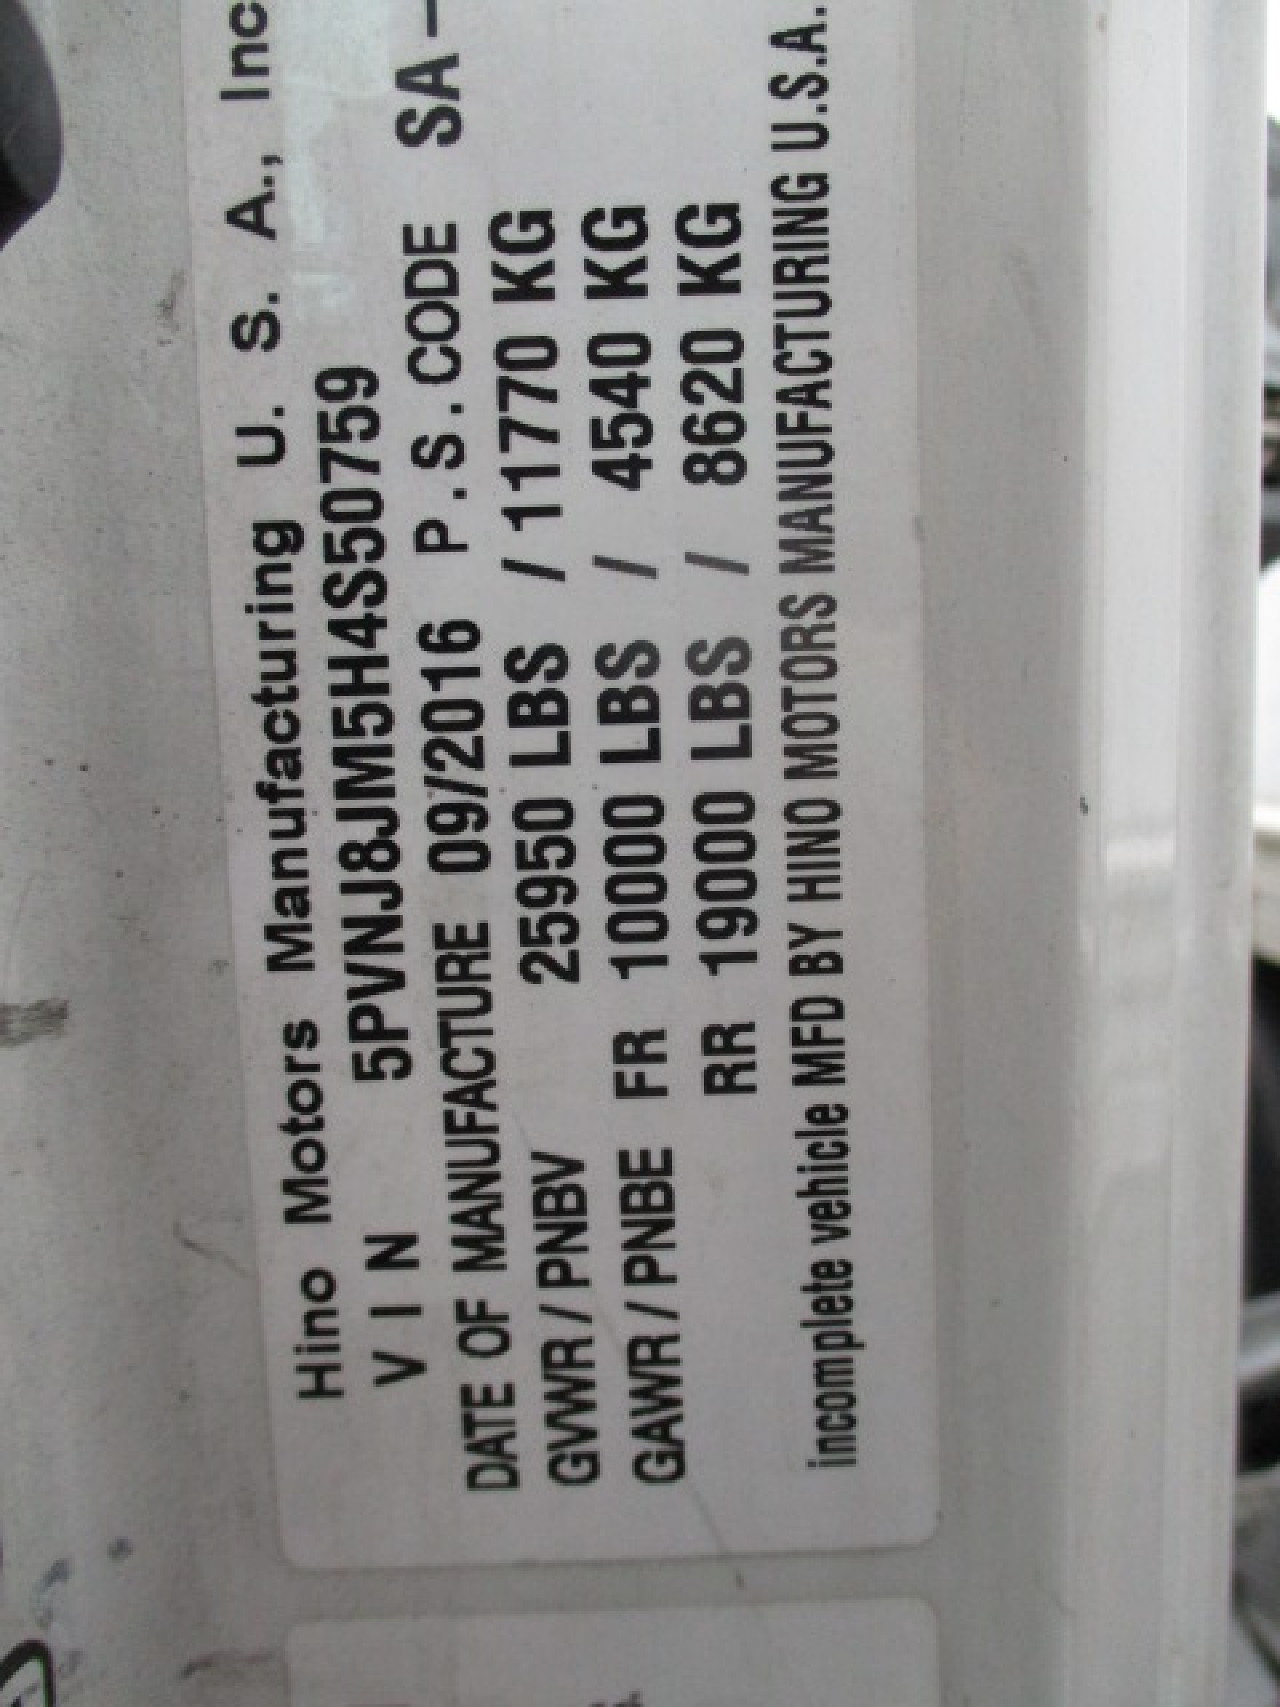 Hino Motors Manufacturing U. S. A., Inc
V I N 5PVNJ8JM5H4S50759
DATE OF MANUFACTURE 09/2016 P.S.CODE SA-
GVWR / PNBV 25950 LBS / 11770 KG
GAWR / PNBE FR 10000 LBS / 4540 KG
RR 19000 LBS / 8620 KG
incomplete vehicle MFD BY HINO MOTORS MANUFACTURING U.S.A.